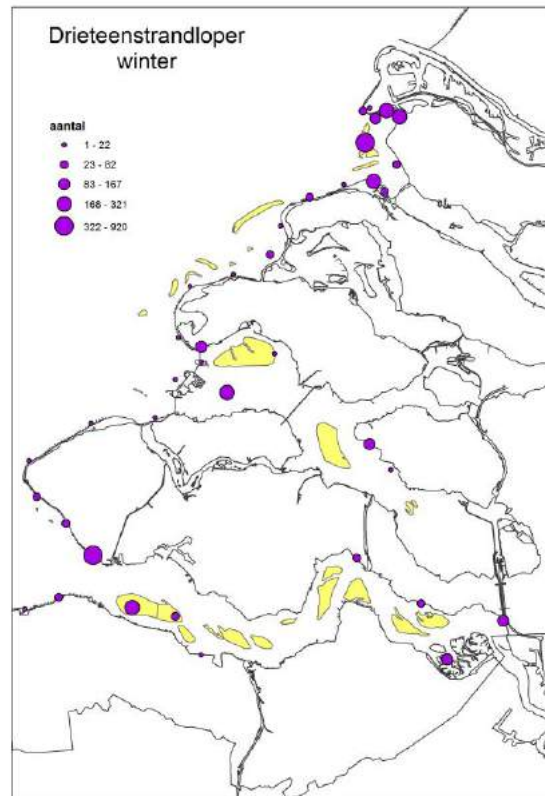 Drieteenstrandloper
winter
aantal
1 - 22
23 - 82
83 - 167
168 - 321
322 - 920